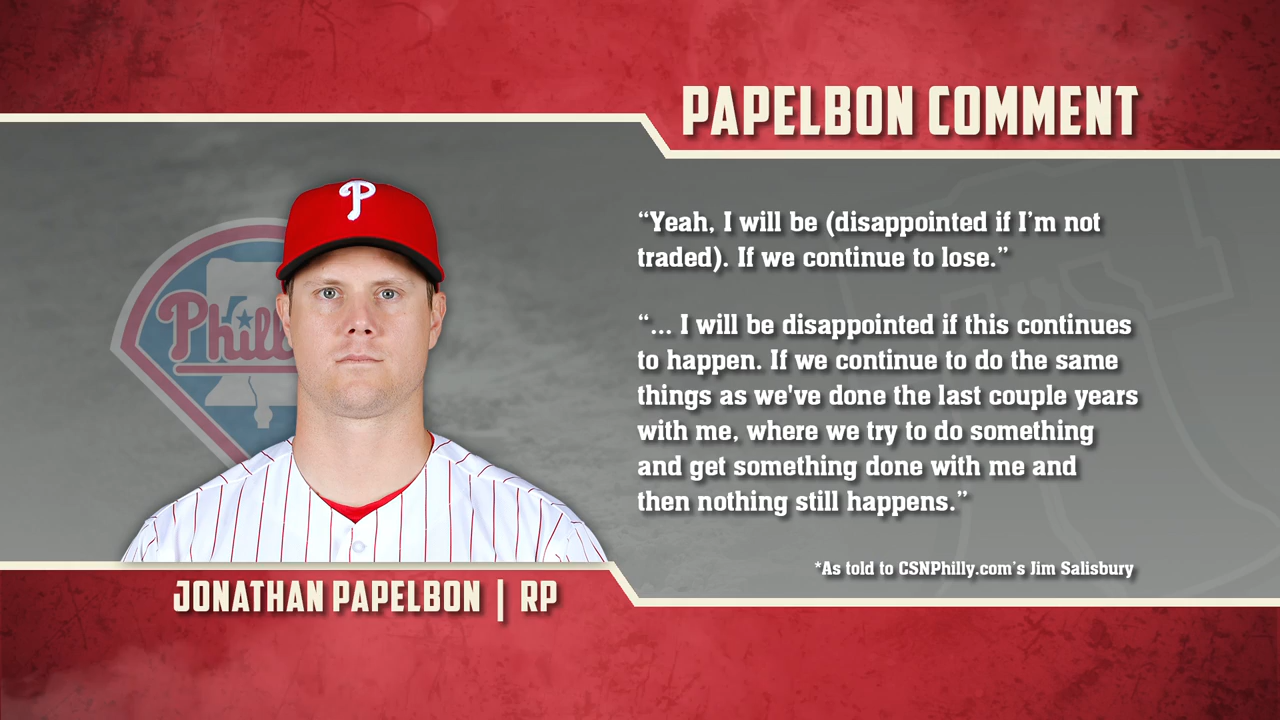 PAPELBON COMMENT
P
“Yeah, I will be (disappointed if I’m not
traded). If we continue to lose.”
“... I will be disappointed if this continues
to happen. If we continue to do the same
things as we've done the last couple years
with me, where we try to do something
and get something done with me and
then nothing still happens.”
*As told to CSNPhilly.com’s Jim Salisbury
JONATHAN PAPELBON | RP